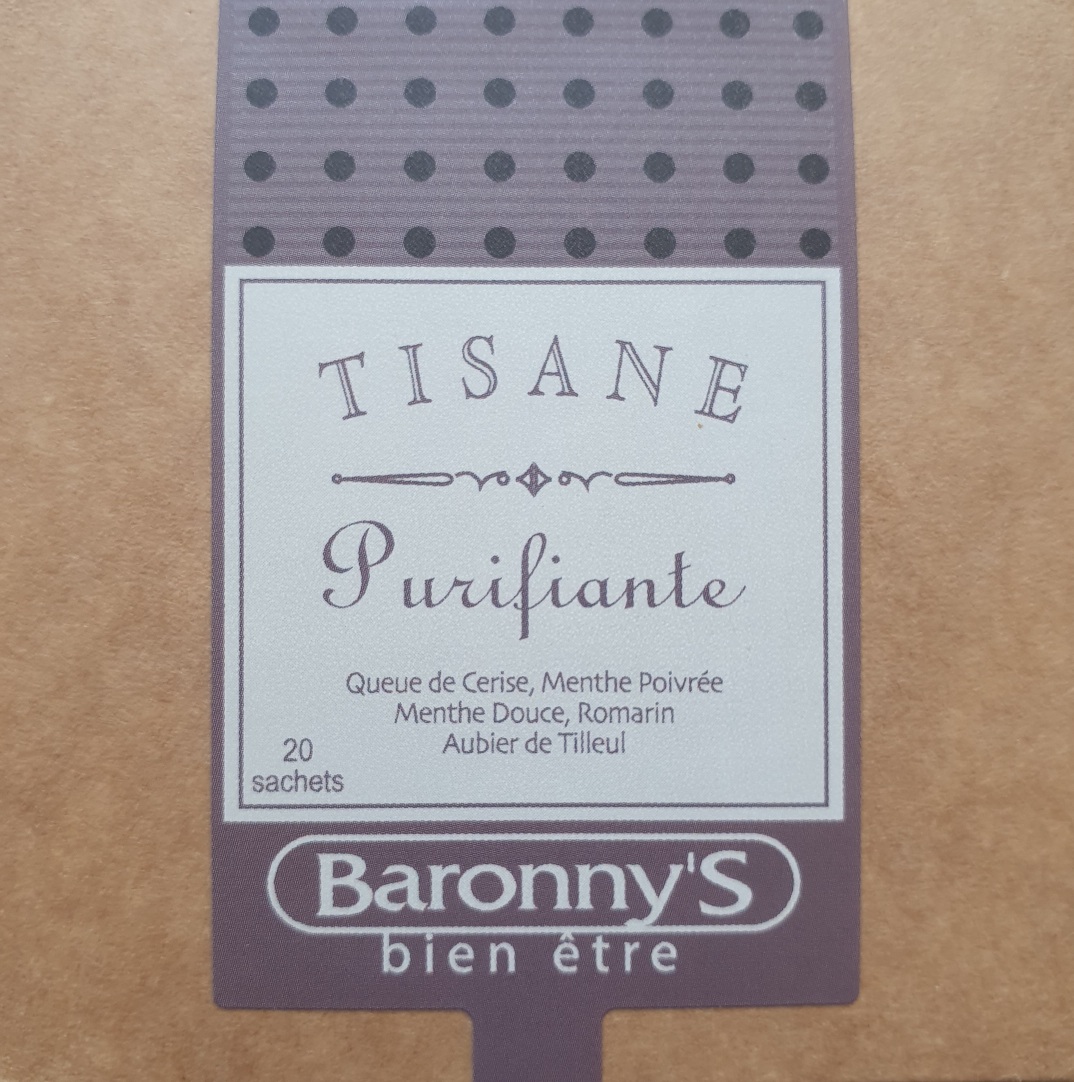 TISANE
Purifiante
Queue de Cerise, Menthe Poivrée
Menthe Douce, Romarin
Aubier de Tilleul
20
sachets
Baronny'S
bien être